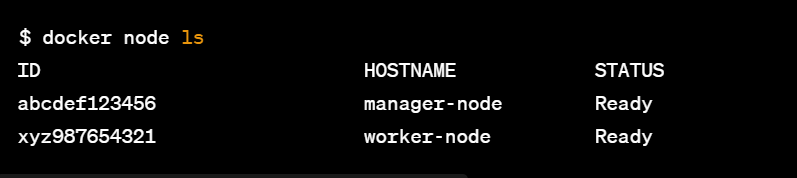 $ docker node ls
ID HOSTNAME STATUS
abcdef123456 manager-node Ready
xyz987654321 worker-node Ready